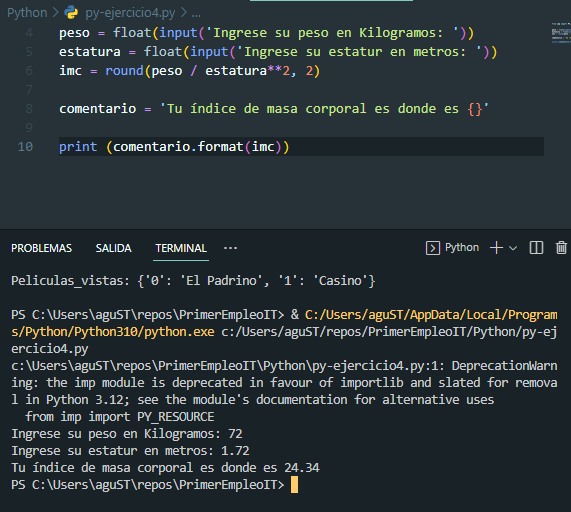 Python > py-ejercicio4.py > ...
4 peso = float(input('Ingrese su peso en Kilogramos: '))
5 estatura = float(input('Ingrese su estatur en metros: '))
6 imc = round(peso / estatura**2, 2)
7
8 comentario = 'Tu índice de masa corporal es donde es {}'
9
10 print (comentario.format(imc))
PROBLEMAS SALIDA TERMINAL ... Python
Peliculas_vistas: {'0': 'El Padrino', '1': 'Casino'}
PS C:\Users\aguST\repos\PrimerEmpleoIT> & C:/Users/aguST/AppData/Local/Program
s/Python/Python310/python.exe c:/Users/aguST/repos/PrimerEmpleoIT/Python/py-ej
ercicio4.py
c:\Users\aguST\repos\PrimerEmpleoIT\Python\py-ejercicio4.py:1: DeprecationWarn
ing: the imp module is deprecated in favour of importlib and slated for remova
l in Python 3.12; see the module's documentation for alternative uses
from imp import PY_RESOURCE
Ingrese su peso en Kilogramos: 72
Ingrese su estatur en metros: 1.72
Tu índice de masa corporal es donde es 24.34
PS C:\Users\aguST\repos\PrimerEmpleoIT>